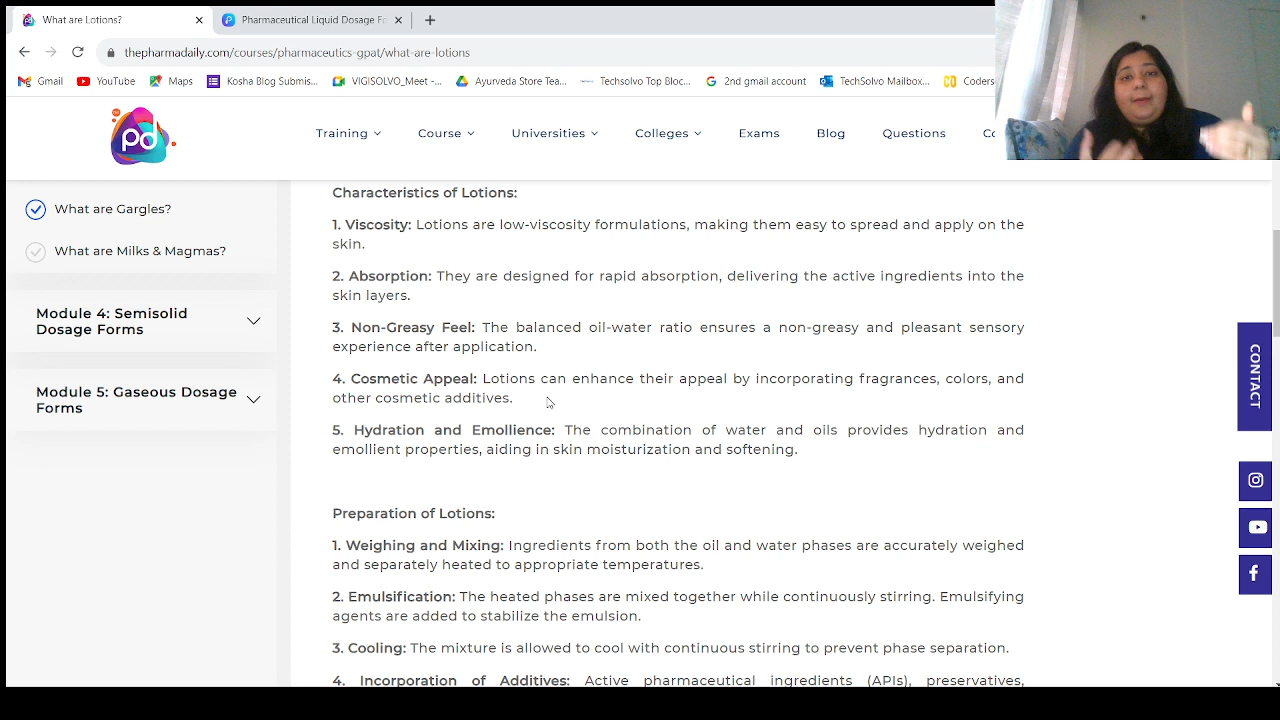 What are Lotions?
Pharmaceutical Liquid Dosage Fo
thepharmadaily.com/courses/pharmaceutics-gpat/what-are-lotions
Gmail
YouTube
Maps
Kosha Blog Submis...
VIGISOLVO_Meet -...
Ayurveda Store Tea...
Techsolvo Top Bloc...
2nd gmail account
TechSolvo Mailbox...
Coders
pd
Training
Course
Universities
Colleges
Exams
Blog
Questions
Co
What are Gargles?
What are Milks & Magmas?
Module 4: Semisolid
Dosage Forms
Module 5: Gaseous Dosage
Forms
Characteristics of Lotions:
1. Viscosity: Lotions are low-viscosity formulations, making them easy to spread and apply on the
skin.
2. Absorption: They are designed for rapid absorption, delivering the active ingredients into the
skin layers.
3. Non-Greasy Feel: The balanced oil-water ratio ensures a non-greasy and pleasant sensory
experience after application.
4. Cosmetic Appeal: Lotions can enhance their appeal by incorporating fragrances, colors, and
other cosmetic additives.
5. Hydration and Emollience: The combination of water and oils provides hydration and
emollient properties, aiding in skin moisturization and softening.
Preparation of Lotions:
1. Weighing and Mixing: Ingredients from both the oil and water phases are accurately weighed
and separately heated to appropriate temperatures.
2. Emulsification: The heated phases are mixed together while continuously stirring. Emulsifying
agents are added to stabilize the emulsion.
3. Cooling: The mixture is allowed to cool with continuous stirring to prevent phase separation.
4. Incorporation of Additives: Active pharmaceutical ingredients (APIs), preservatives,
CONTACT